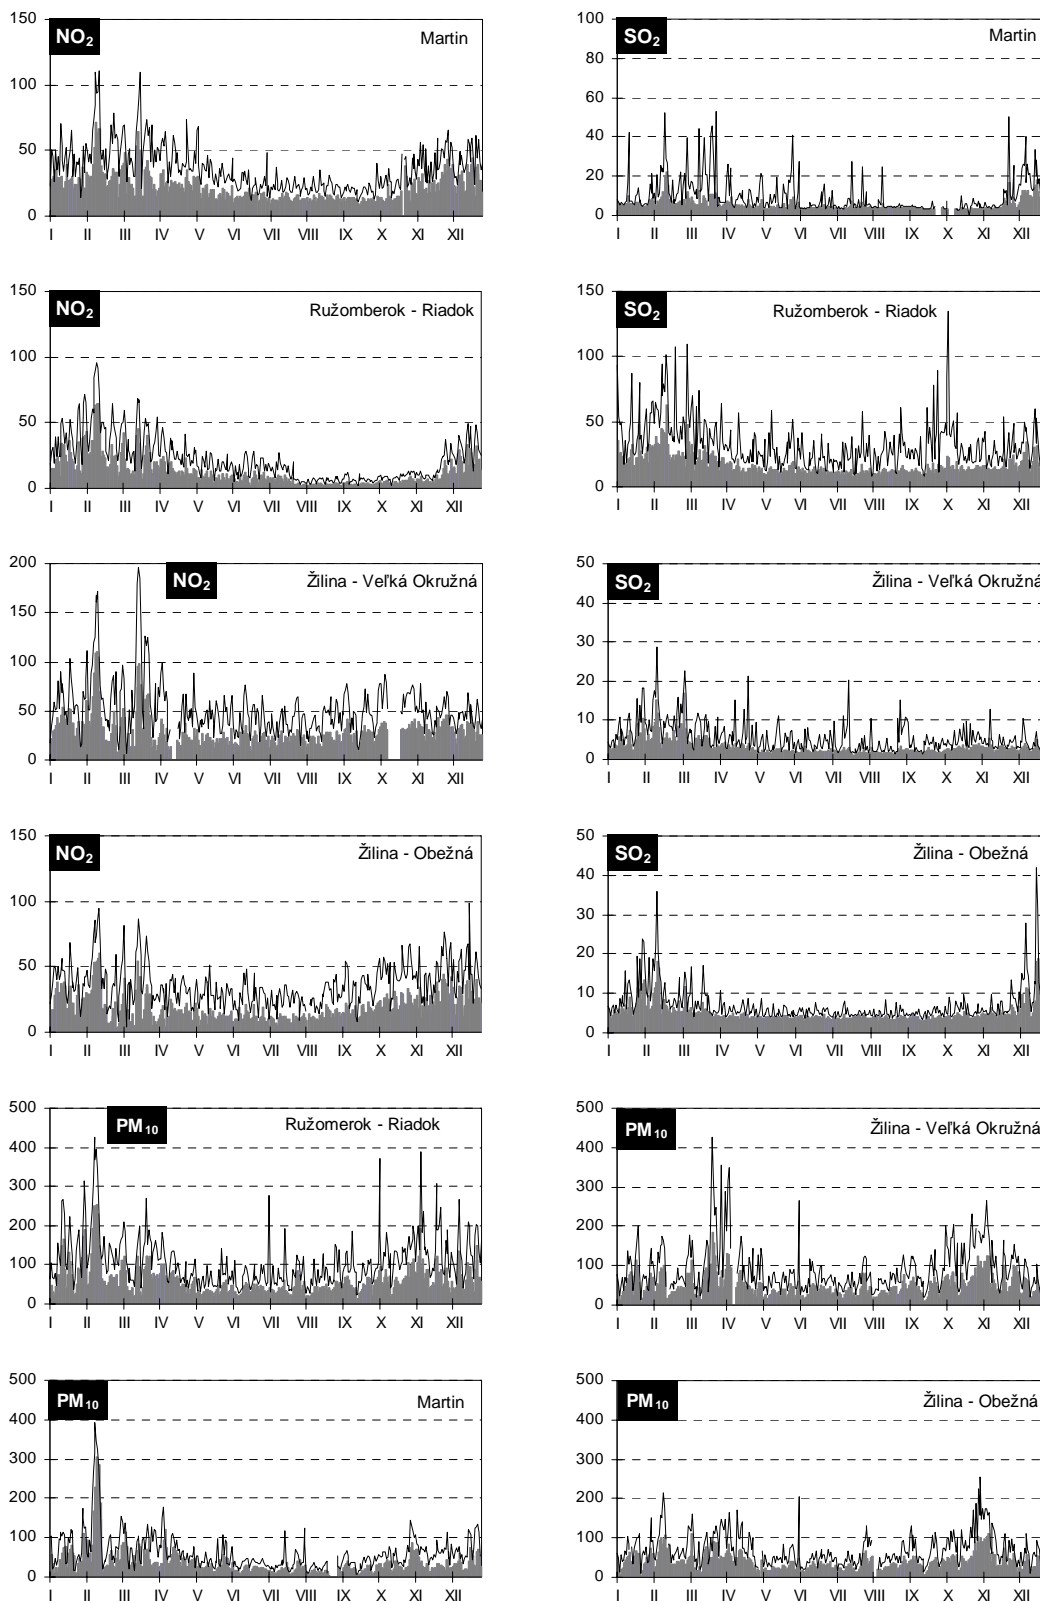 NO2 Martin
150
100
50
0
I II III IV V VI VII VIII IX X XI XII
SO2 Martin
100
80
60
40
20
0
I II III IV V VI VII VIII IX X XI XII
NO2 Ružomberok - Riadok
150
100
50
0
I II III IV V VI VII VIII IX X XI XII
SO2 Ružomberok - Riadok
150
100
50
0
I II III IV V VI VII VIII IX X XI XII
NO2 Žilina - Veľká Okružná
200
150
100
50
0
I II III IV V VI VII VIII IX X XI XII
SO2 Žilina - Veľká Okružná
50
40
30
20
10
0
I II III IV V VI VII VIII IX X XI XII
NO2 Žilina - Obežná
150
100
50
0
I II III IV V VI VII VIII IX X XI XII
SO2 Žilina - Obežná
50
40
30
20
10
0
I II III IV V VI VII VIII IX X XI XII
PM10 Ružomerok - Riadok
500
400
300
200
100
0
I II III IV V VI VII VIII IX X XI XII
PM10 Žilina - Veľká Okružná
500
400
300
200
100
0
I II III IV V VI VII VIII IX X XI XII
PM10 Martin
500
400
300
200
100
0
I II III IV V VI VII VIII IX X XI XII
PM10 Žilina - Obežná
500
400
300
200
100
0
I II III IV V VI VII VIII IX X XI XII